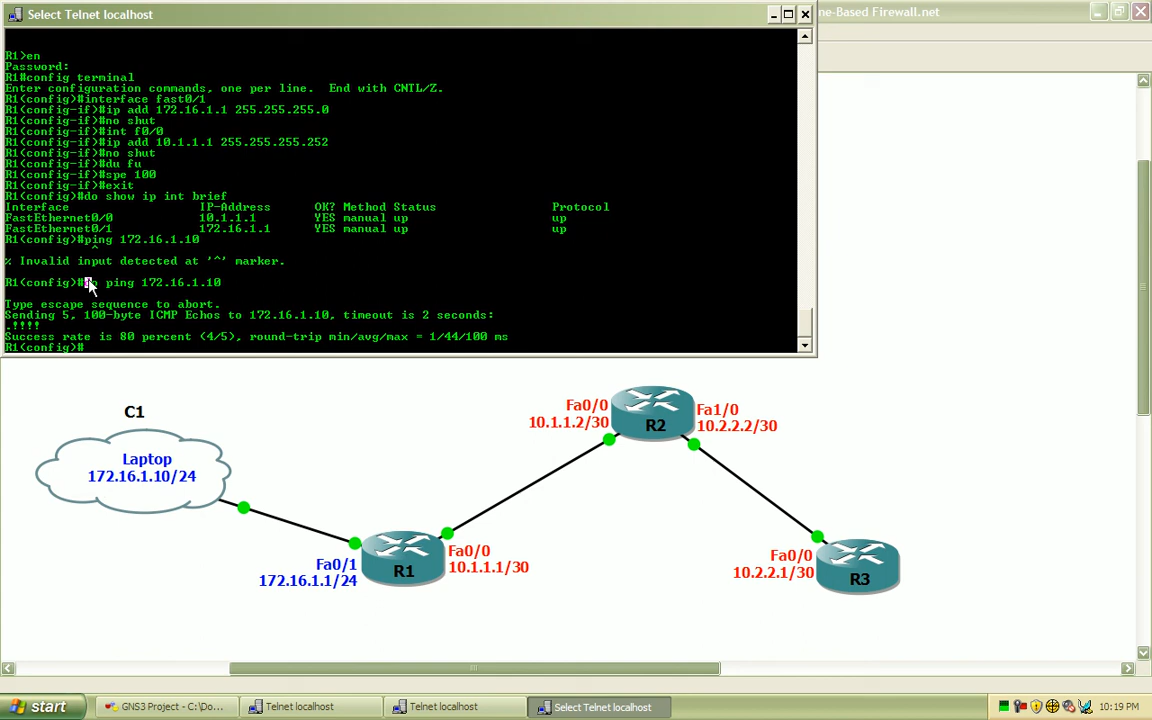 Select Telnet localhost
ne-Based Firewall.net
R1>en
Password:
R1#config terminal
Enter configuration commands, one per line.  End with CNTL/Z.
R1(config)#interface fast0/1
R1(config-if)#ip add 172.16.1.1 255.255.255.0
R1(config-if)#no shut
R1(config-if)#int f0/0
R1(config-if)#ip add 10.1.1.1 255.255.255.252
R1(config-if)#no shut
R1(config-if)#du fu
R1(config-if)#spe 100
R1(config-if)#exit
R1(config)#do show ip int brief
Interface IP-Address OK? Method Status Protocol
FastEthernet0/0 10.1.1.1 YES manual up up
FastEthernet0/1 172.16.1.1 YES manual up up
R1(config)#ping 172.16.1.10
^
% Invalid input detected at '^' marker.
R1(config)# ping 172.16.1.10
Type escape sequence to abort.
Sending 5, 100-byte ICMP Echos to 172.16.1.10, timeout is 2 seconds:
.!!!!
Success rate is 80 percent (4/5), round-trip min/avg/max = 1/44/100 ms
R1(config)#
C1
Laptop
172.16.1.10/24
Fa0/0
10.1.1.2/30
R2
Fa1/0
10.2.2.2/30
Fa0/1
172.16.1.1/24
R1
Fa0/0
10.1.1.1/30
Fa0/0
10.2.2.1/30
R3
start
GNS3 Project - C:\Do...
Telnet localhost
Telnet localhost
Select Telnet localhost
10:19 PM